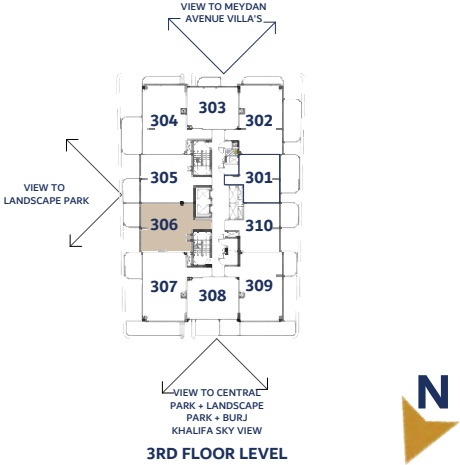 VIEW TO MEYDAN
AVENUE VILLA'S
304
303
302
305
301
VIEW TO
LANDSCAPE PARK
306
310
307
308
309
VIEW TO CENTRAL
PARK + LANDSCAPE
PARK + BURJ
KHALIFA SKY VIEW
N
3RD FLOOR LEVEL